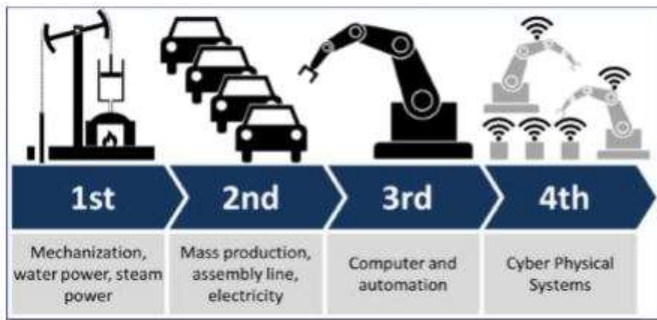 1st
2nd
3rd
4th
Mechanization,
water power, steam
power
Mass production,
assembly line,
electricity
Computer and
automation
Cyber Physical
Systems